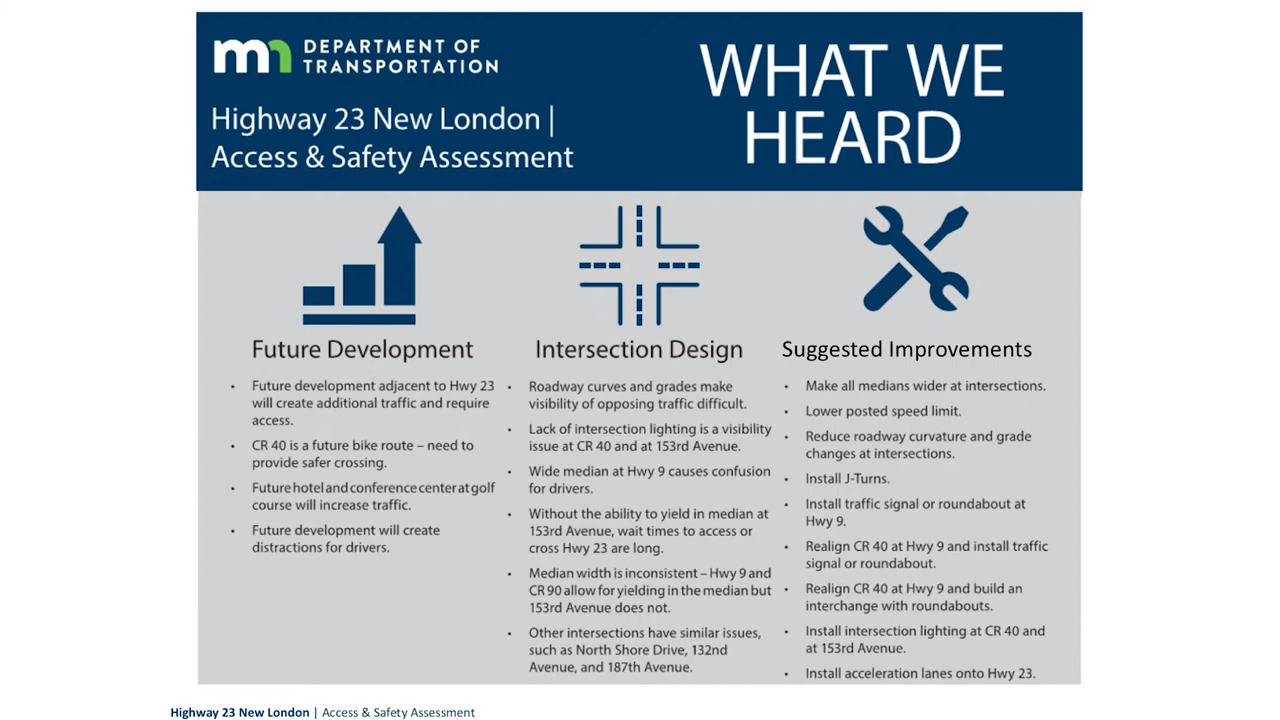 mn DEPARTMENT OF
TRANSPORTATION
Highway 23 New London |
Access & Safety Assessment
WHAT WE
HEARD
Future Development
• Future development adjacent to Hwy 23
will create additional traffic and require
access.
• CR 40 is a future bike route – need to
provide safer crossing.
• Future hotel and conference center at golf
course will increase traffic.
• Future development will create
distractions for drivers.
Intersection Design
• Roadway curves and grades make
visibility of opposing traffic difficult.
• Lack of intersection lighting is a visibility
issue at CR 40 and at 153rd Avenue.
• Wide median at Hwy 9 causes confusion
for drivers.
• Without the ability to yield in median at
153rd Avenue, wait times to access or
cross Hwy 23 are long.
• Median width is inconsistent – Hwy 9 and
CR 90 allow for yielding in the median but
153rd Avenue does not.
• Other intersections have similar issues,
such as North Shore Drive, 132nd
Avenue, and 187th Avenue.
Suggested Improvements
• Make all medians wider at intersections.
• Lower posted speed limit.
• Reduce roadway curvature and grade
changes at intersections.
• Install J-Turns.
• Install traffic signal or roundabout at
Hwy 9.
• Realign CR 40 at Hwy 9 and install traffic
signal or roundabout.
• Realign CR 40 at Hwy 9 and build an
interchange with roundabouts.
• Install intersection lighting at CR 40 and
at 153rd Avenue.
• Install acceleration lanes onto Hwy 23.
Highway 23 New London | Access & Safety Assessment